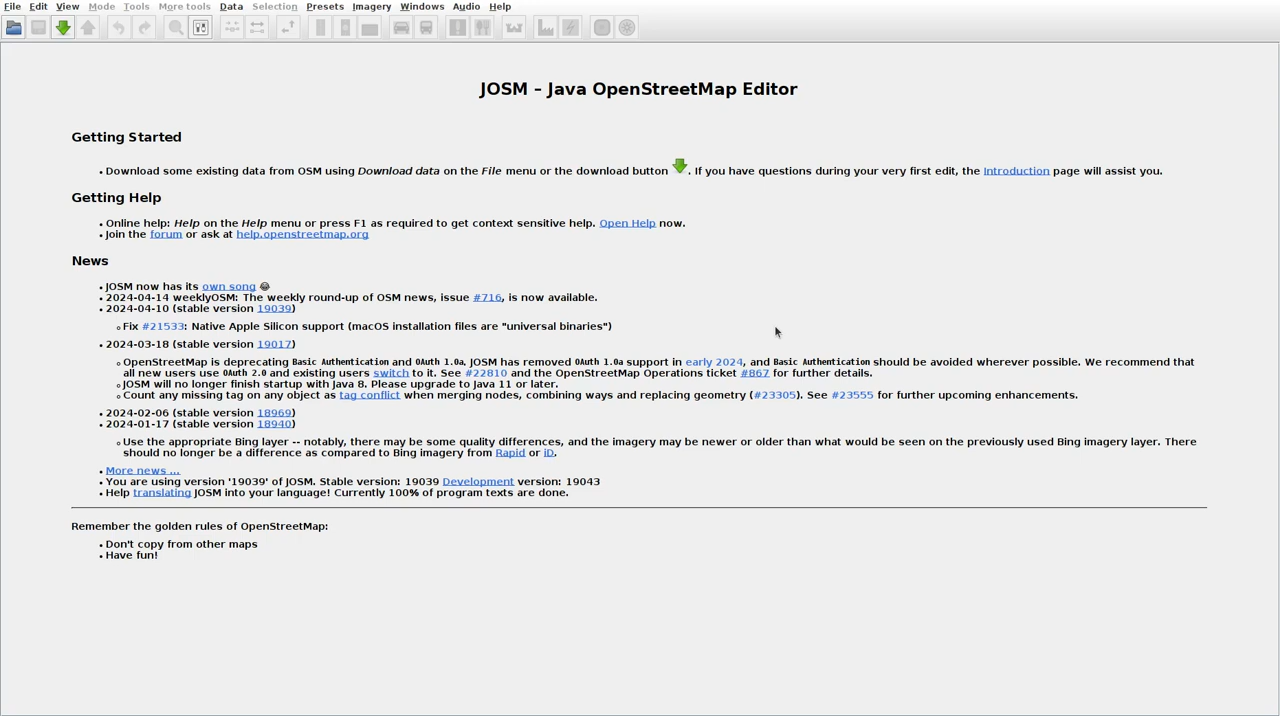 File Edit View Mode Tools More tools Data Selection Presets Imagery Windows Audio Help
JOSM – Java OpenStreetMap Editor
Getting Started
• Download some existing data from OSM using Download data on the File menu or the download button . If you have questions during your very first edit, the Introduction page will assist you.
Getting Help
• Online help: Help on the Help menu or press F1 as required to get context sensitive help. Open Help now.
• Join the forum or ask at help.openstreetmap.org
News
• JOSM now has its own song 😂
• 2024-04-14 weeklyOSM: The weekly round-up of OSM news, issue #716, is now available.
• 2024-04-10 (stable version 19039)
◦ Fix #21533: Native Apple Silicon support (macOS installation files are "universal binaries")
• 2024-03-18 (stable version 19017)
◦ OpenStreetMap is deprecating Basic Authentication and OAuth 1.0a. JOSM has removed OAuth 1.0a support in early 2024, and Basic Authentication should be avoided wherever possible. We recommend that
all new users use OAuth 2.0 and existing users switch to it. See #22810 and the OpenStreetMap Operations ticket #867 for further details.
◦ JOSM will no longer finish startup with Java 8. Please upgrade to Java 11 or later.
◦ Count any missing tag on any object as tag conflict when merging nodes, combining ways and replacing geometry (#23305). See #23555 for further upcoming enhancements.
• 2024-02-06 (stable version 18969)
• 2024-01-17 (stable version 18940)
◦ Use the appropriate Bing layer -- notably, there may be some quality differences, and the imagery may be newer or older than what would be seen on the previously used Bing imagery layer. There
should no longer be a difference as compared to Bing imagery from Rapid or iD.
• More news ...
• You are using version '19039' of JOSM. Stable version: 19039 Development version: 19043
• Help translating JOSM into your language! Currently 100% of program texts are done.
Remember the golden rules of OpenStreetMap:
• Don't copy from other maps
• Have fun!